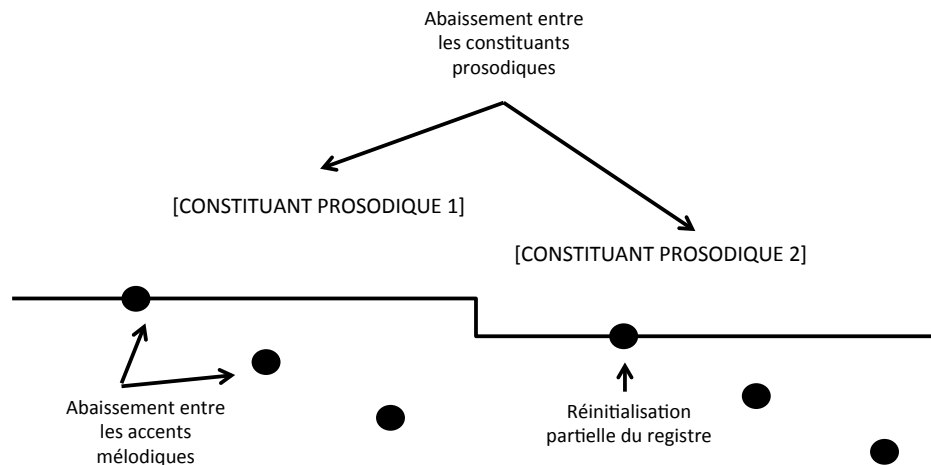 Abaissement entre
les constituants
prosodiques
[CONSTITUANT PROSODIQUE 1]
[CONSTITUANT PROSODIQUE 2]
Abaissement entre
les accents
mélodiques
Réinitialisation
partielle du registre